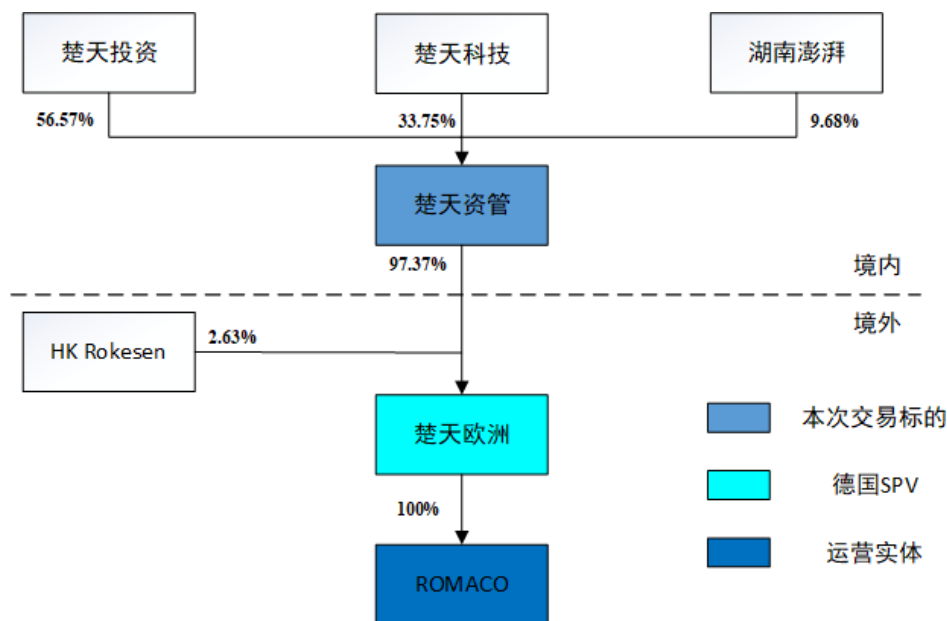 楚天投资
楚天科技
湖南澎湃
56.57%
33.75%
9.68%
楚天资管
97.37%
境内
境外
HK Rokesen
2.63%
楚天欧洲
本次交易标的
德国SPV
100%
运营实体
ROMACO